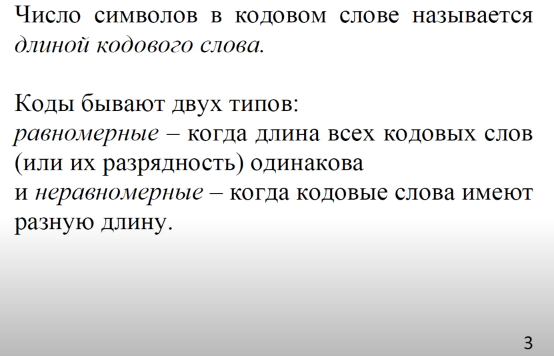 Число символов в кодовом слове называется
длиной кодового слова.
Коды бывают двух типов:
равномерные – когда длина всех кодовых слов
(или их разрядность) одинакова
и неравномерные – когда кодовые слова имеют
разную длину.
3